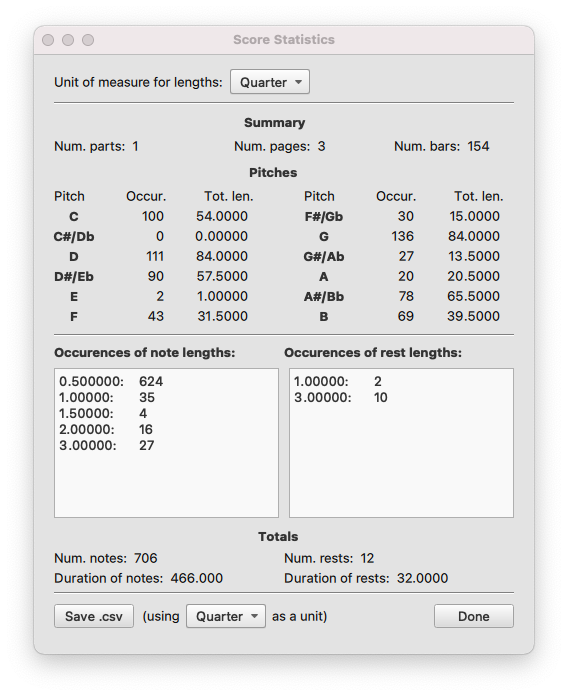 Score Statistics
Unit of measure for lengths: Quarter
Summary
Num. parts: 1 Num. pages: 3 Num. bars: 154
Pitches
Pitch Occur. Tot. len. Pitch Occur. Tot. len.
C 100 54.0000 F#/Gb 30 15.0000
C#/Db 0 0.00000 G 136 84.0000
D 111 84.0000 G#/Ab 27 13.5000
D#/Eb 90 57.5000 A 20 20.5000
E 2 1.00000 A#/Bb 78 65.5000
F 43 31.5000 B 69 39.5000
Occurences of note lengths: Occurences of rest lengths:
0.500000: 624 1.00000: 2
1.00000: 35 3.00000: 10
1.50000: 4
2.00000: 16
3.00000: 27
Totals
Num. notes: 706 Num. rests: 12
Duration of notes: 466.000 Duration of rests: 32.0000
Save .csv (using Quarter as a unit) Done